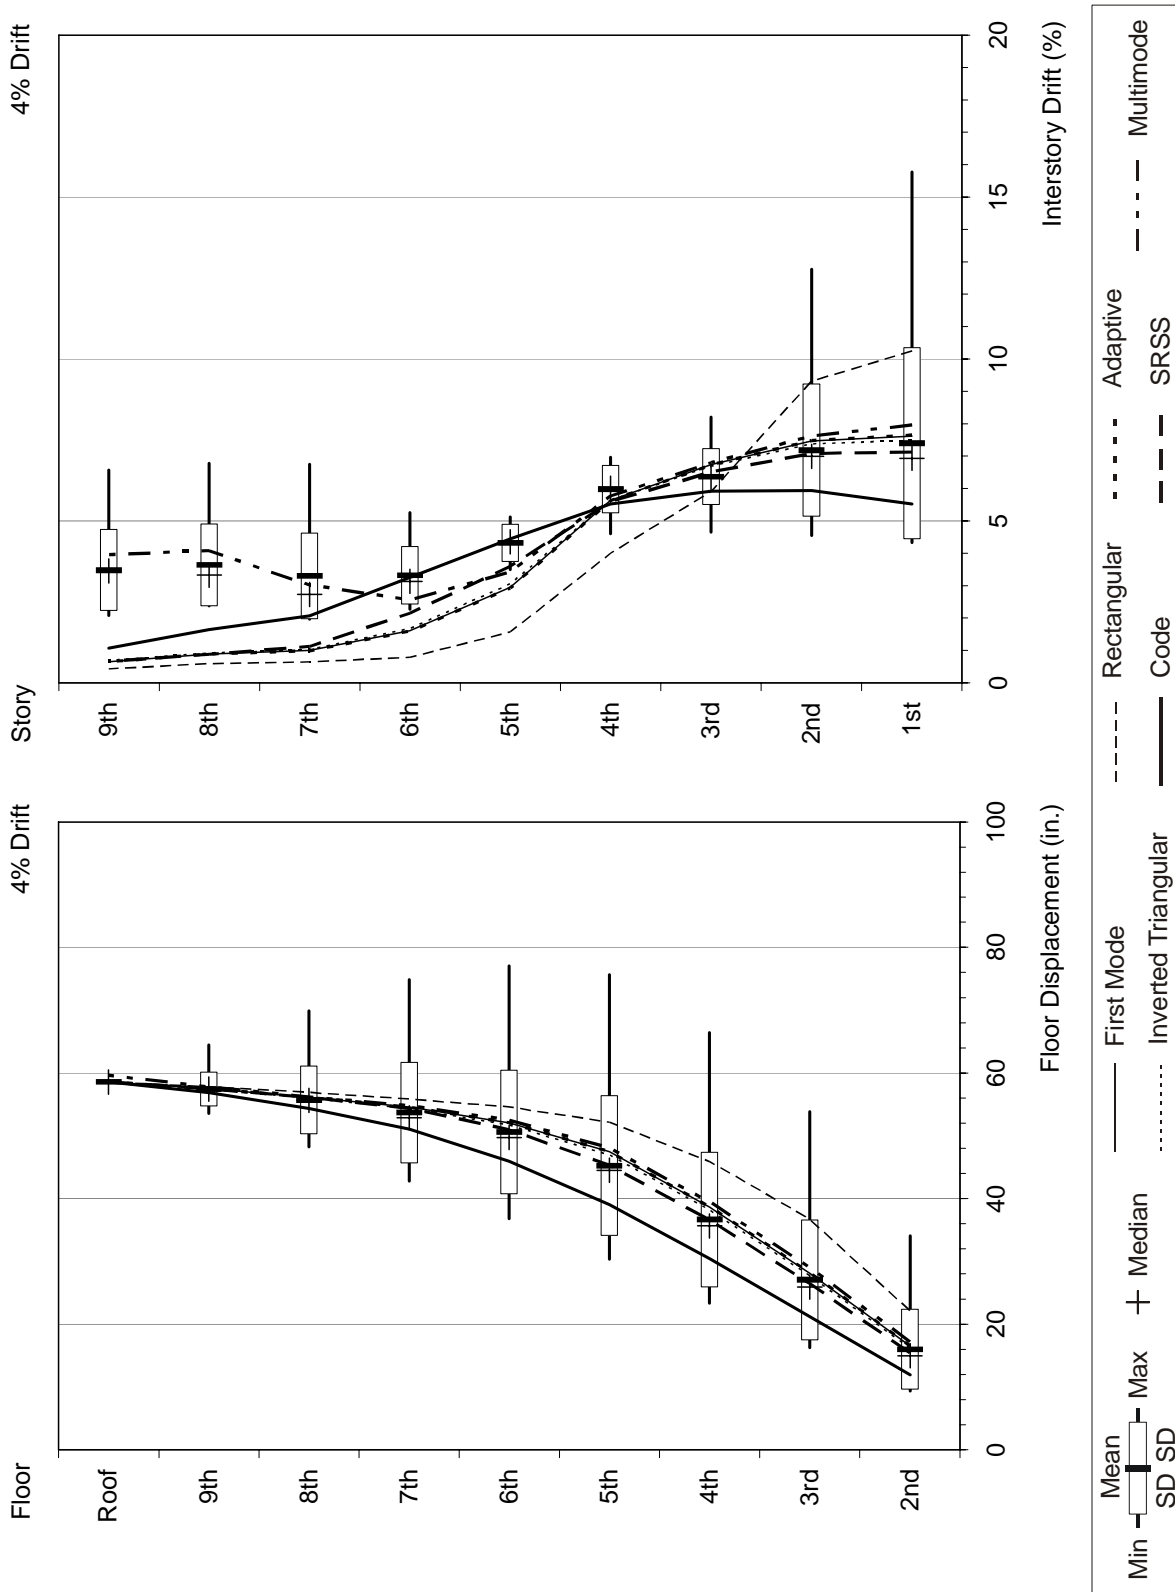 Floor
4% Drift
Roof
9th
8th
7th
6th
5th
4th
3rd
2nd
0
20
40
60
80
100
Floor Displacement (in.)
Story
4% Drift
9th
8th
7th
6th
5th
4th
3rd
2nd
1st
0
5
10
15
20
Interstory Drift (%)
Mean
Min
Max
SD SD
Median
First Mode
Inverted Triangular
Rectangular
Code
Adaptive
SRSS
Multimode